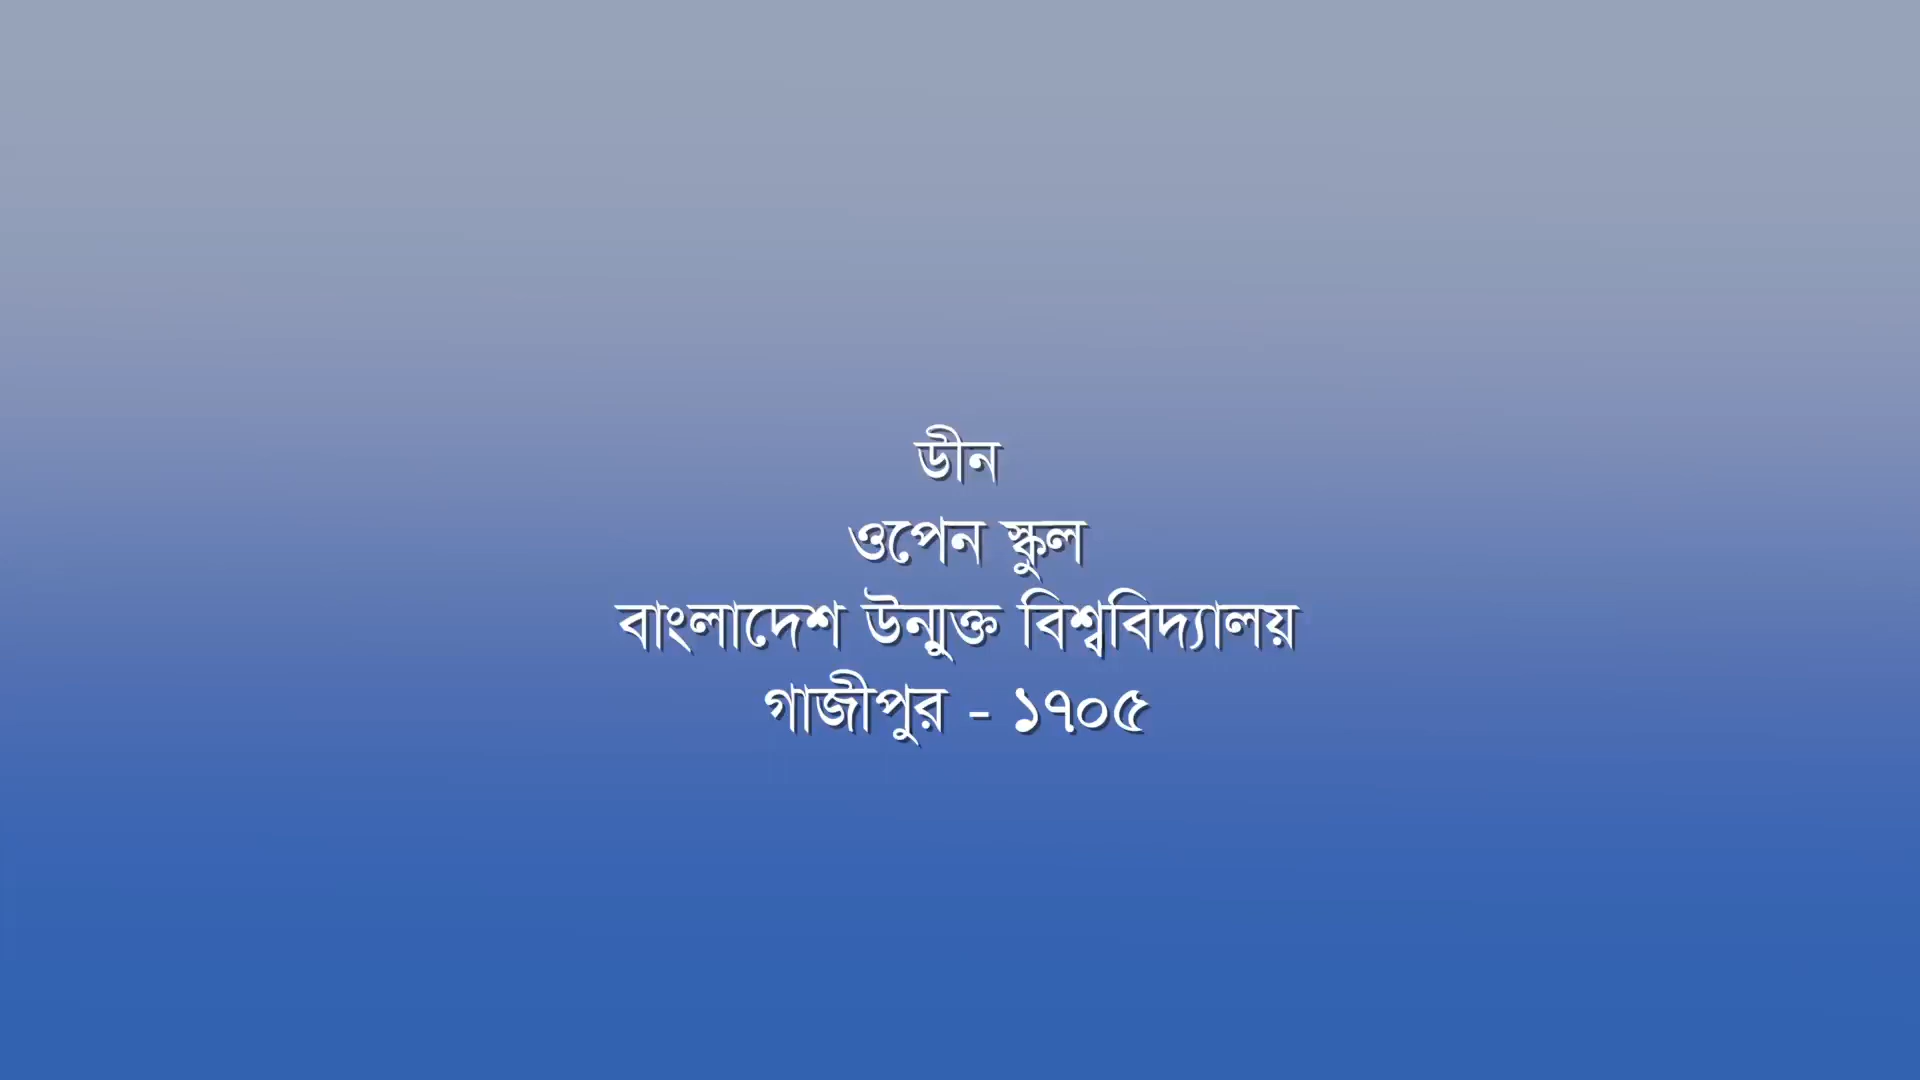 ডীন
ওপেন স্কুল
বাংলাদেশ উন্মুক্ত বিশ্ববিদ্যালয়
গাজীপুর - ১৭০৫